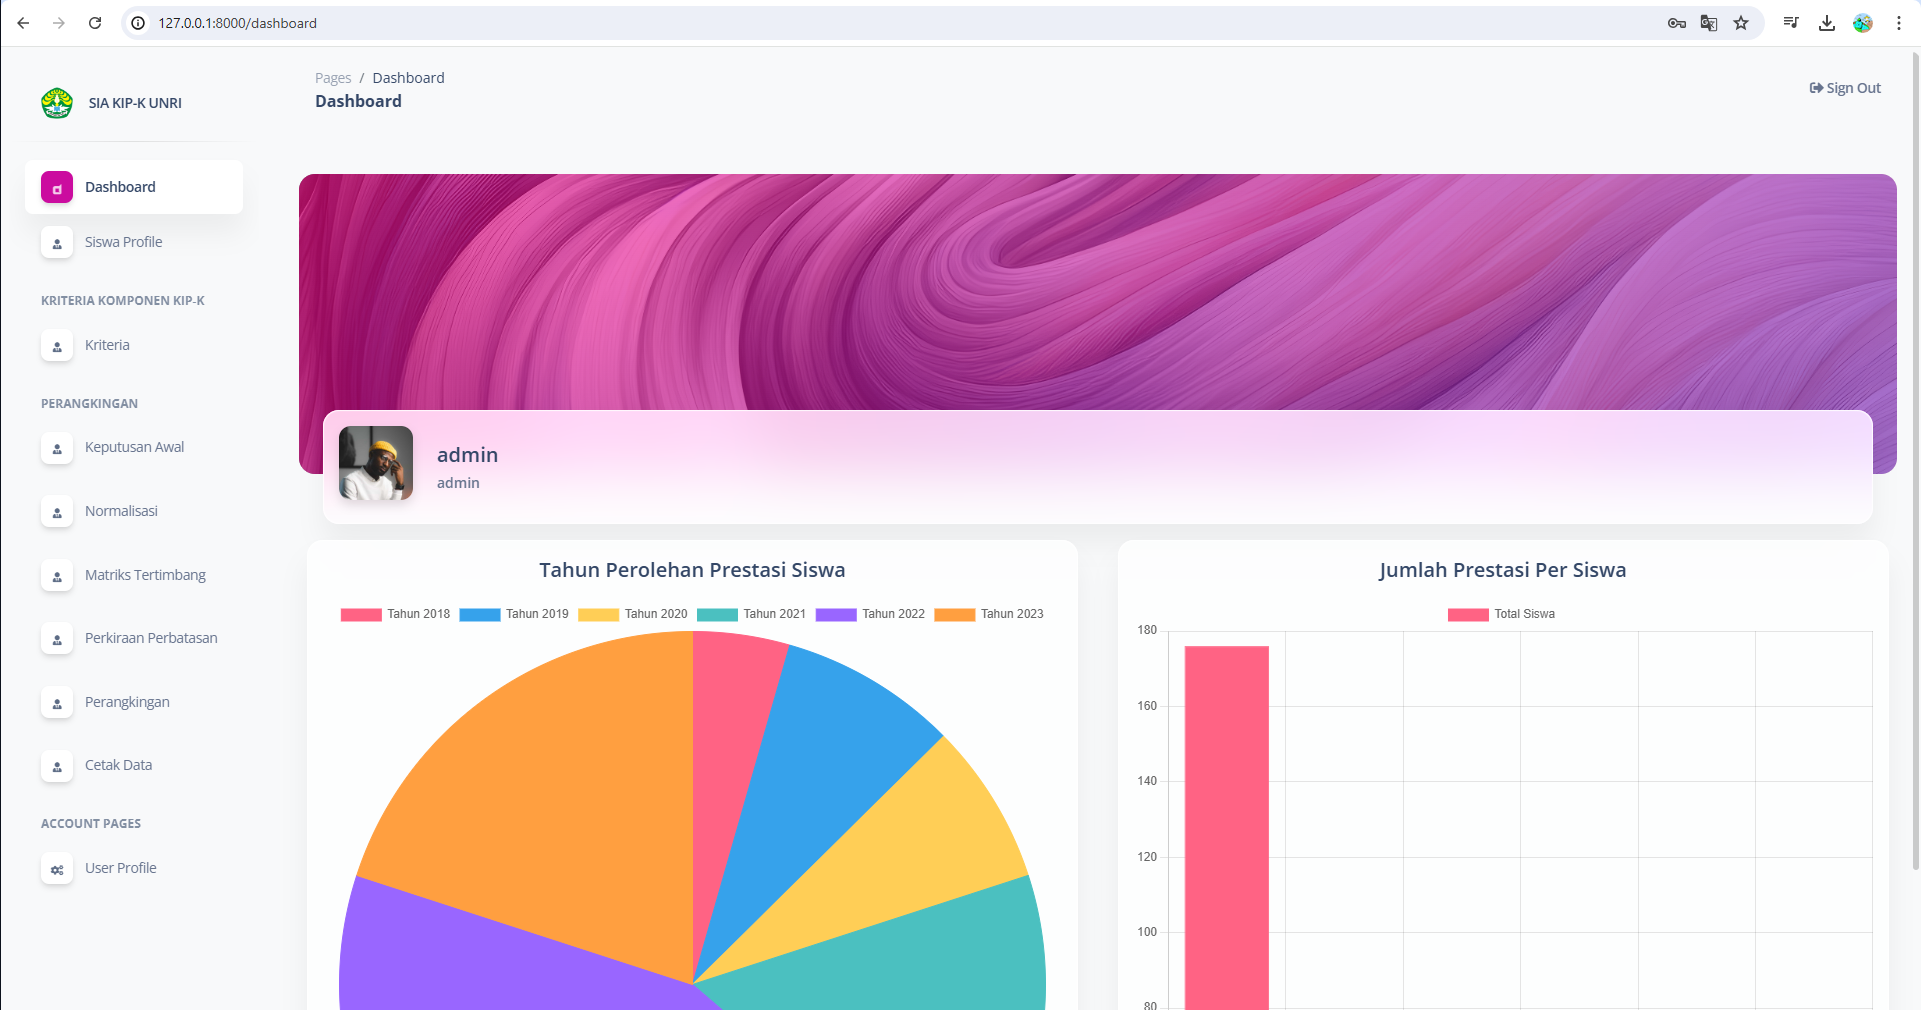 127.0.0.1:8000/dashboard
SIA KIP-K UNRI
Dashboard
Siswa Profile
KRITERIA KOMPONEN KIP-K
Kriteria
PERANGKINGAN
Keputusan Awal
Normalisasi
Matriks Tertimbang
Perkiraan Perbatasan
Perangkingan
Cetak Data
ACCOUNT PAGES
User Profile
Pages / Dashboard
Dashboard
Sign Out
admin
admin
Tahun Perolehan Prestasi Siswa
Tahun 2018 Tahun 2019 Tahun 2020 Tahun 2021 Tahun 2022 Tahun 2023
Jumlah Prestasi Per Siswa
Total Siswa
180
160
140
120
100
80